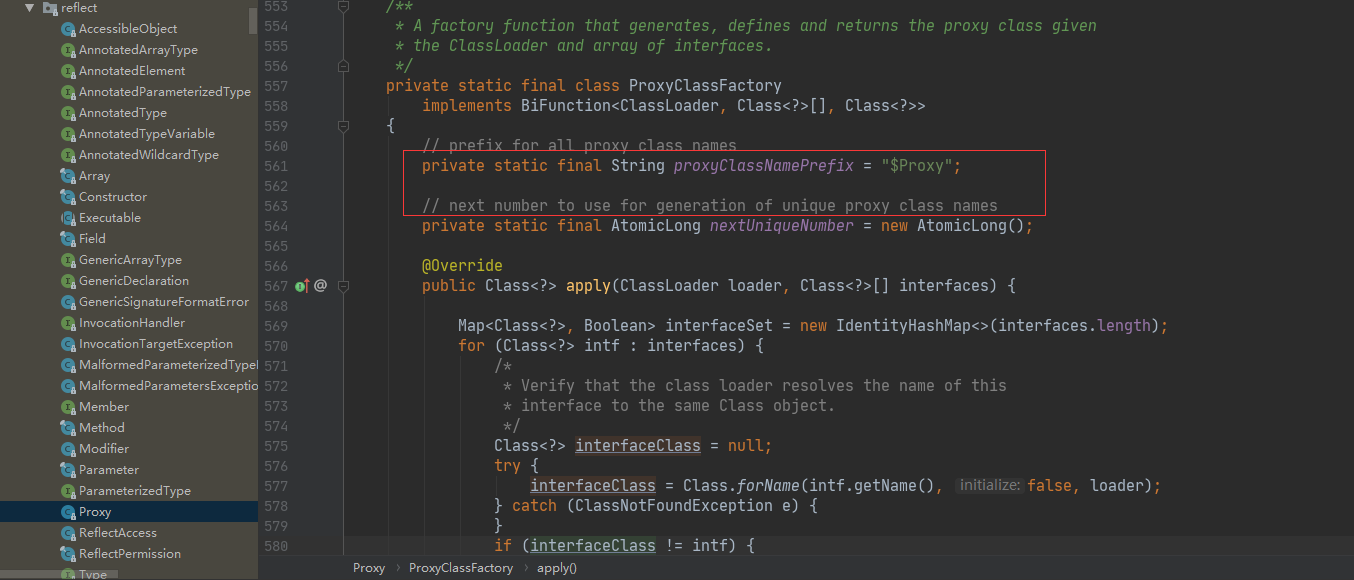 reflect
AccessibleObject
AnnotatedArrayType
AnnotatedElement
AnnotatedParameterizedType
AnnotatedType
AnnotatedTypeVariable
AnnotatedWildcardType
Array
Constructor
Executable
Field
GenericArrayType
GenericDeclaration
GenericSignatureFormatError
InvocationHandler
InvocationTargetException
MalformedParameterizedType
MalformedParametersExceptio
Member
Method
Modifier
Parameter
ParameterizedType
Proxy
ReflectAccess
ReflectPermission
Type
553 /**
554 * A factory function that generates, defines and returns the proxy class given
555 * the ClassLoader and array of interfaces.
556 */
557 private static final class ProxyClassFactory
558 implements BiFunction<ClassLoader, Class<?>[], Class<?>>
559 {
560 // prefix for all proxy class names
561 private static final String proxyClassNamePrefix = "$Proxy";
562
563 // next number to use for generation of unique proxy class names
564 private static final AtomicLong nextUniqueNumber = new AtomicLong();
565
566 @Override
567 @ public Class<?> apply(ClassLoader loader, Class<?>[] interfaces) {
568
569 Map<Class<?>, Boolean> interfaceSet = new IdentityHashMap<>(interfaces.length);
570 for (Class<?> intf : interfaces) {
571 /*
572 * Verify that the class loader resolves the name of this
573 * interface to the same Class object.
574 */
575 Class<?> interfaceClass = null;
576 try {
577 interfaceClass = Class.forName(intf.getName(), initialize: false, loader);
578 } catch (ClassNotFoundException e) {
579 }
580 if (interfaceClass != intf) {
Proxy › ProxyClassFactory › apply()